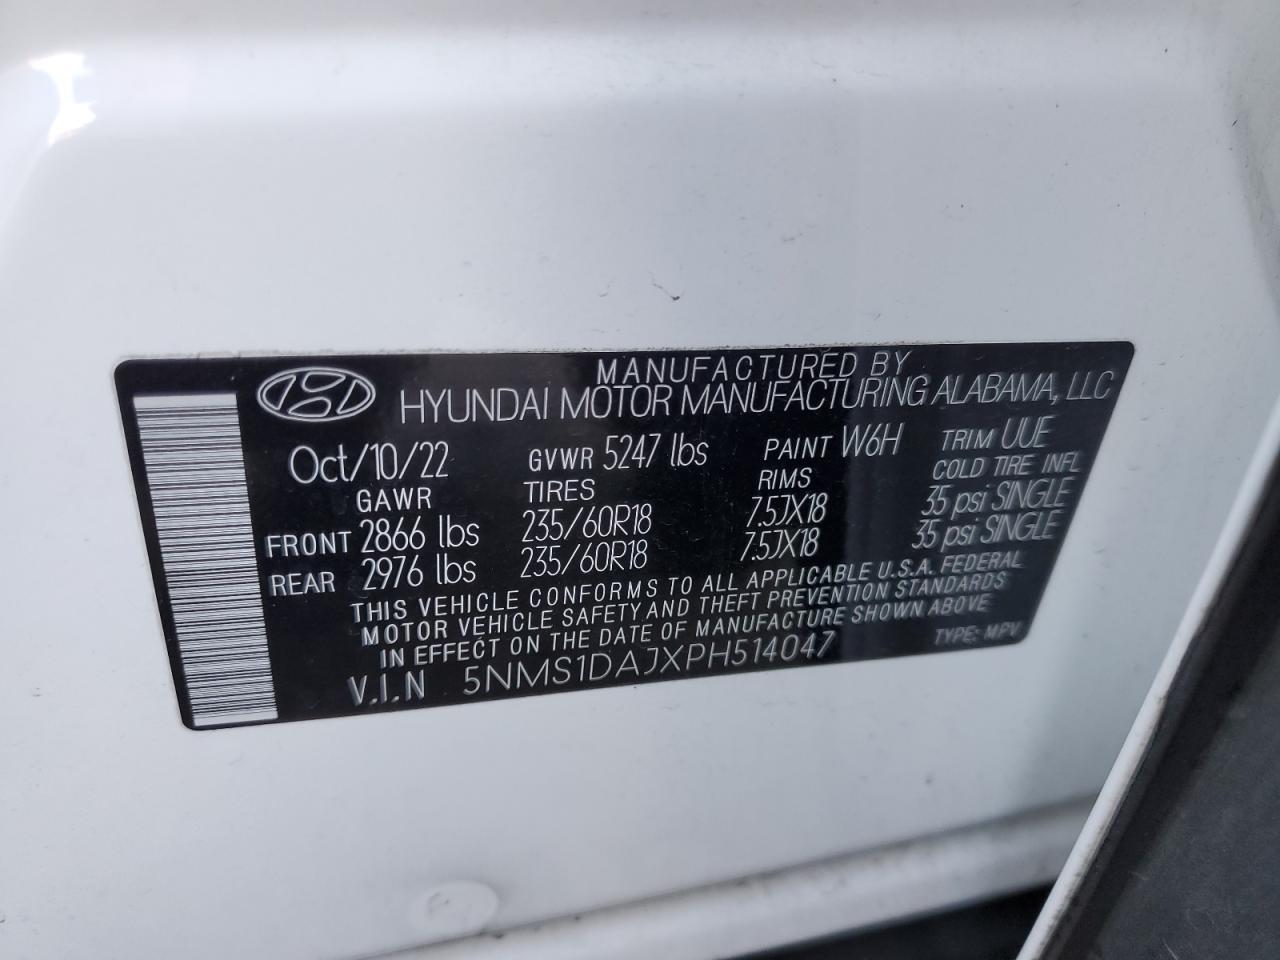 MANUFACTURED BY
HYUNDAI MOTOR MANUFACTURING ALABAMA, LLC
Oct/10/22 GVWR 5247 lbs PAINT W6H TRIM UUE
GAWR TIRES RIMS COLD TIRE INFL
FRONT 2866 lbs 235/60R18 7.5JX18 35 psi SINGLE
REAR 2976 lbs 235/60R18 7.5JX18 35 psi SINGLE
THIS VEHICLE CONFORMS TO ALL APPLICABLE U.S.A. FEDERAL
MOTOR VEHICLE SAFETY AND THEFT PREVENTION STANDARDS
IN EFFECT ON THE DATE OF MANUFACTURE SHOWN ABOVE
V.I.N 5NMS1DAJXPH514047 TYPE: MPV